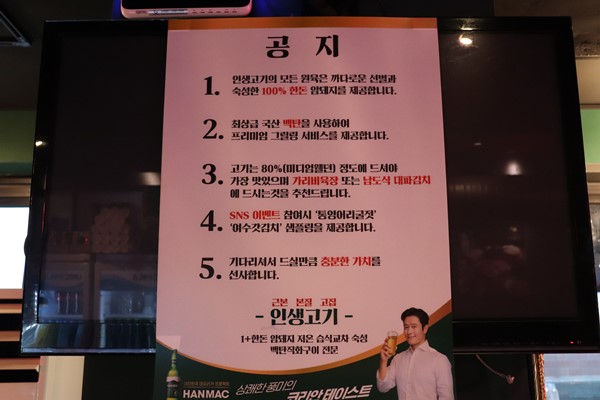 공 지
1. 인생고기의 모든 원육은 까다로운 선별과
숙성한 100% 한돈 암돼지를 제공합니다.
2. 최상급 국산 백탄을 사용하여
프리미엄 그릴링 서비스를 제공합니다.
3. 고기는 80%(미디엄웰던) 정도에 드셔야
가장 맛있으며 가리비육장 또는 남도식 대파김치
에 드시는것을 추천드립니다.
4. SNS 이벤트 참여시 '통영어리굴젓'
'여수갓김치' 샘플링을 제공합니다.
5. 기다리셔서 드실만큼 충분한 가치를
선사합니다.
근본 본질 고집
- 인생고기 -
1+한돈 암돼지 저온 습식교차 숙성
백탄직화구이 전문
HANMAC
상쾌한 풍미의
코리안 테이스트